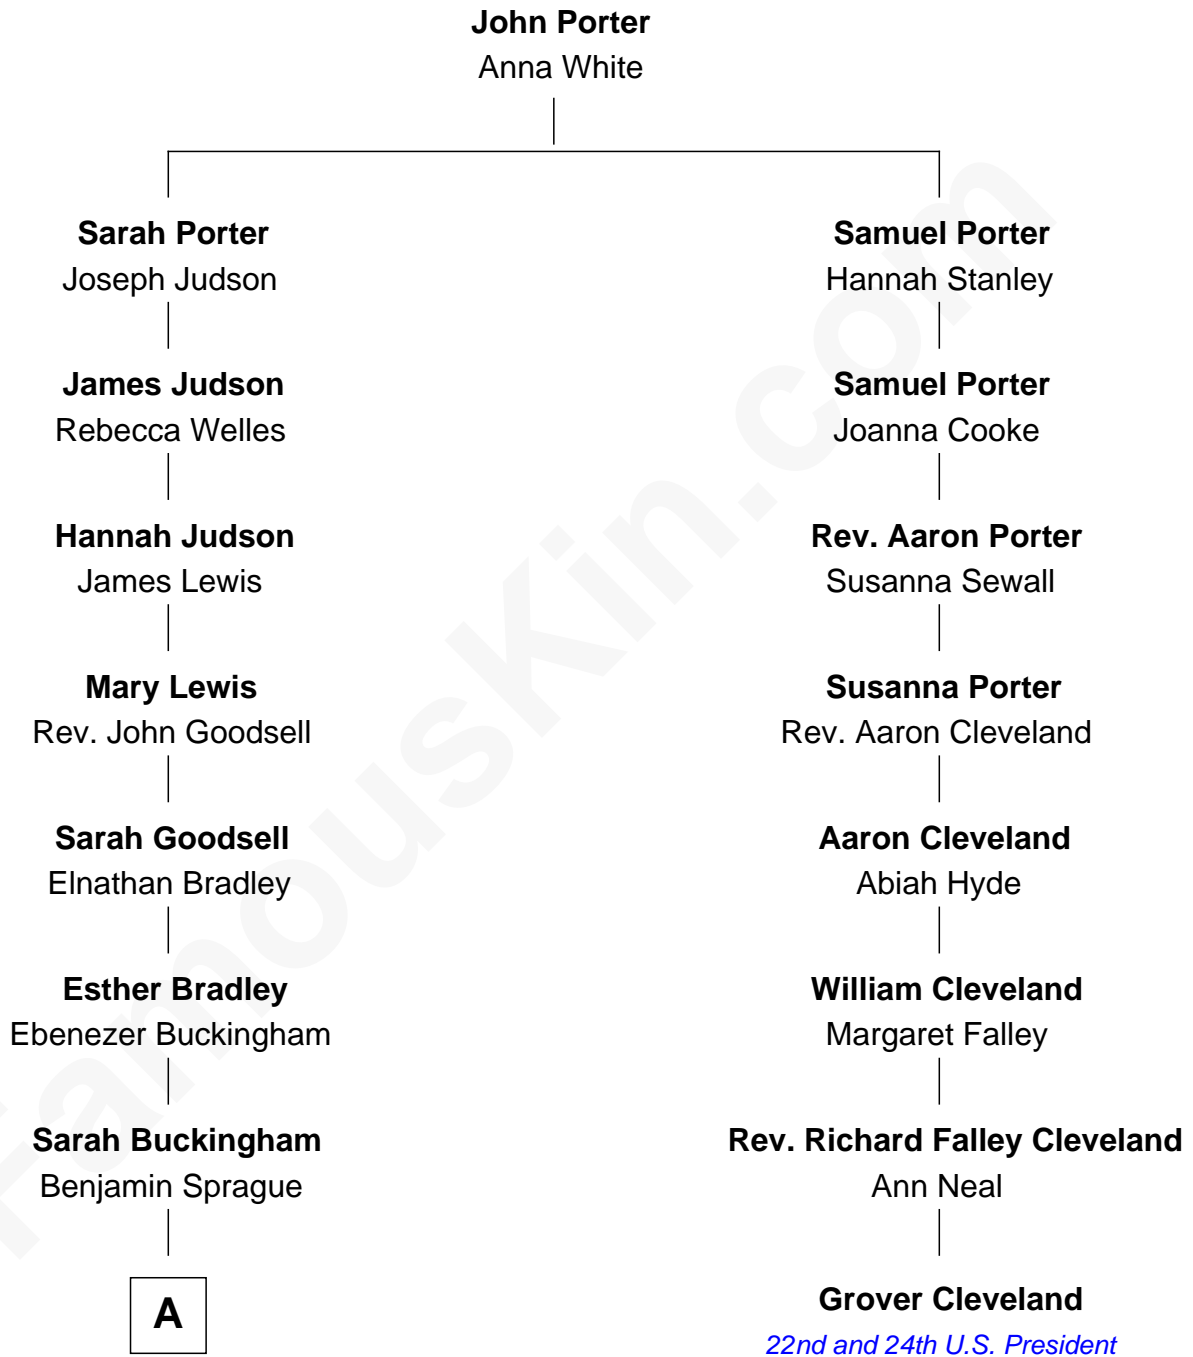 John Porter
Anna White
Sarah Porter
Joseph Judson
Samuel Porter
Hannah Stanley
James Judson
Rebecca Welles
Samuel Porter
Joanna Cooke
Hannah Judson
James Lewis
Rev. Aaron Porter
Susanna Sewall
Mary Lewis
Rev. John Goodsell
Susanna Porter
Rev. Aaron Cleveland
Sarah Goodsell
Elnathan Bradley
Aaron Cleveland
Abiah Hyde
Esther Bradley
Ebenezer Buckingham
William Cleveland
Margaret Falley
Sarah Buckingham
Benjamin Sprague
Rev. Richard Falley Cleveland
Ann Neal
A
Grover Cleveland
22nd and 24th U.S. President
FamousKin.com